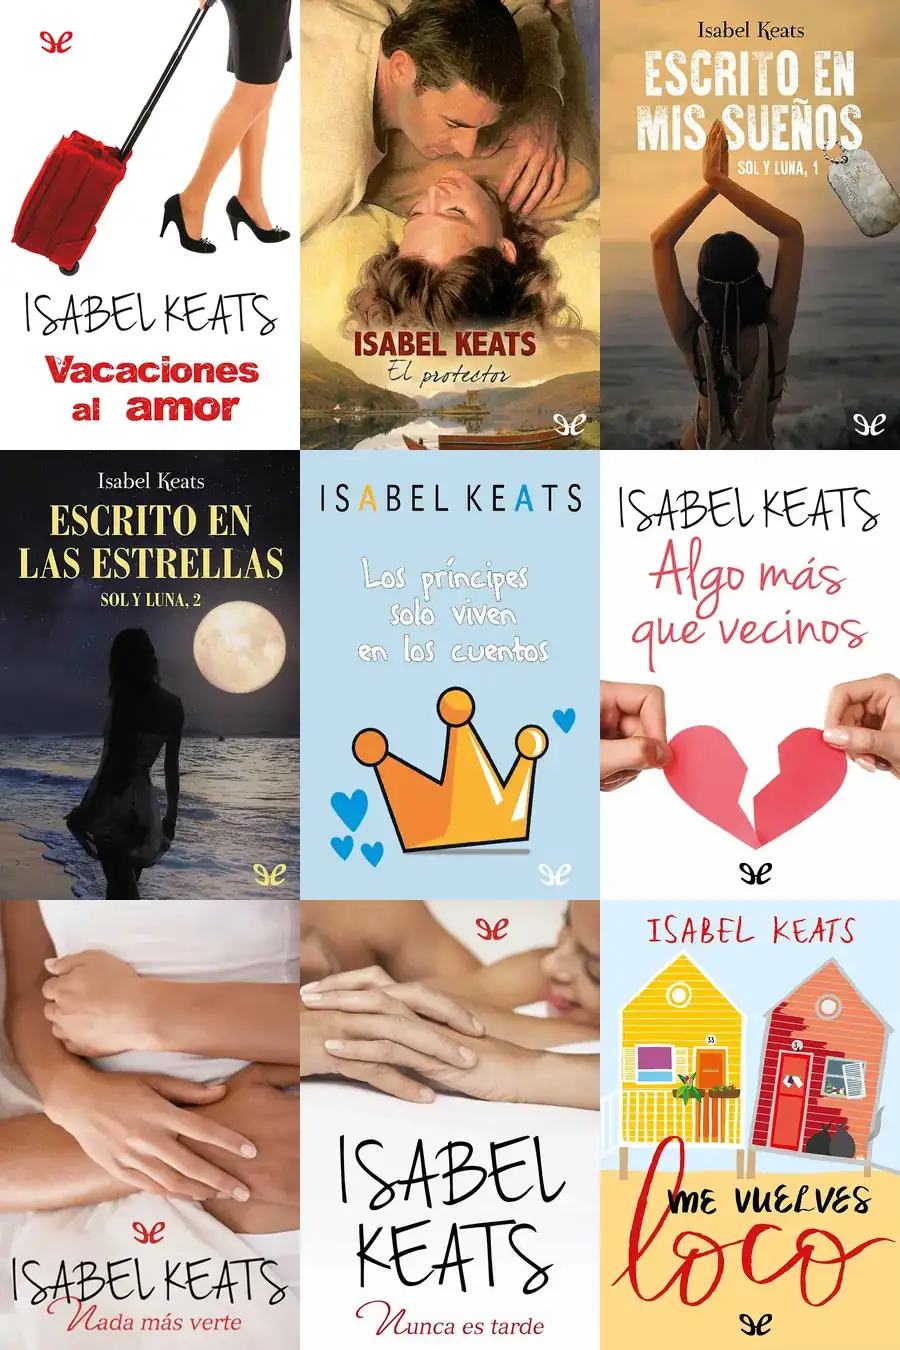 ISABEL KEATS
Vacaciones
al amor
ISABEL KEATS
El protector
Isabel Keats
ESCRITO EN
MIS SUEÑOS
SOL Y LUNA, 1
Isabel Keats
ESCRITO EN
LAS ESTRELLAS
SOL Y LUNA, 2
ISABEL KEATS
Los príncipes
solo viven
en los cuentos
ISABEL KEATS
Algo más
que vecinos
ISABEL KEATS
Nada más verte
ISABEL
KEATS
Nunca es tarde
ISABEL KEATS
33
ME VUELVES
loco